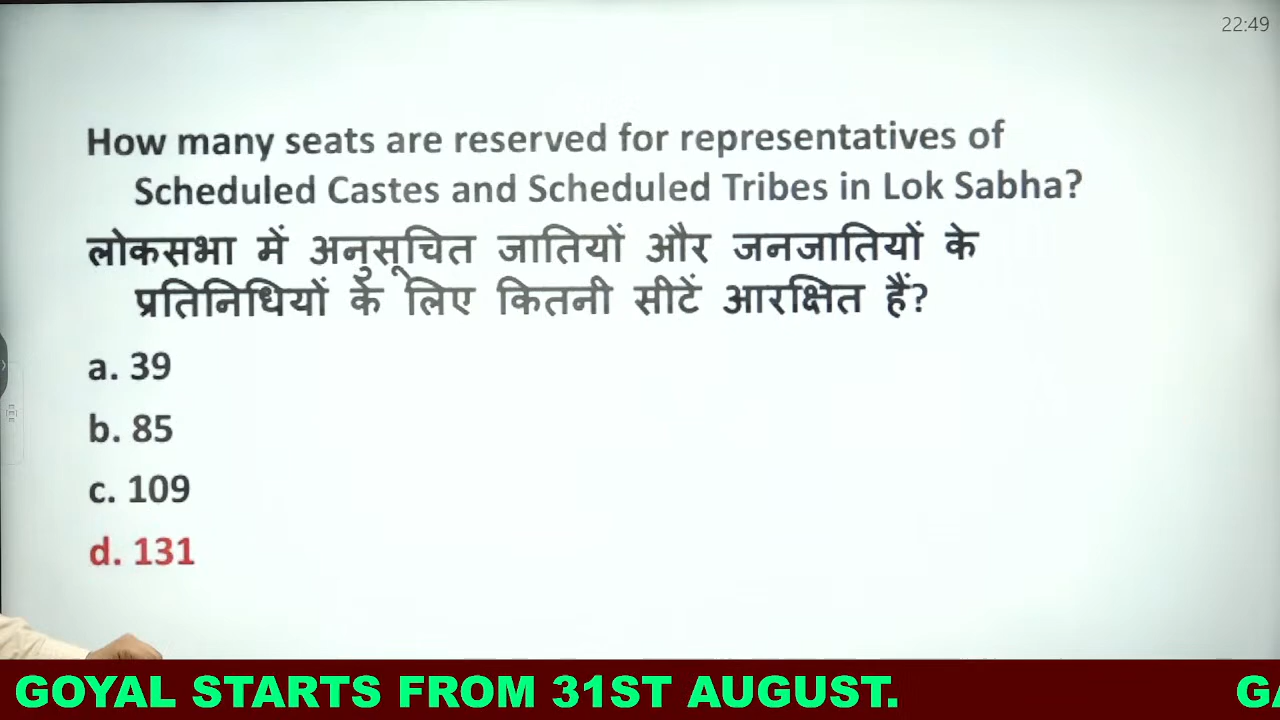 22:49
How many seats are reserved for representatives of
Scheduled Castes and Scheduled Tribes in Lok Sabha?
लोकसभा में अनुसूचित जातियों और जनजातियों के
प्रतिनिधियों के लिए कितनी सीटें आरक्षित हैं?
a. 39
b. 85
c. 109
d. 131
GOYAL STARTS FROM 31ST AUGUST.